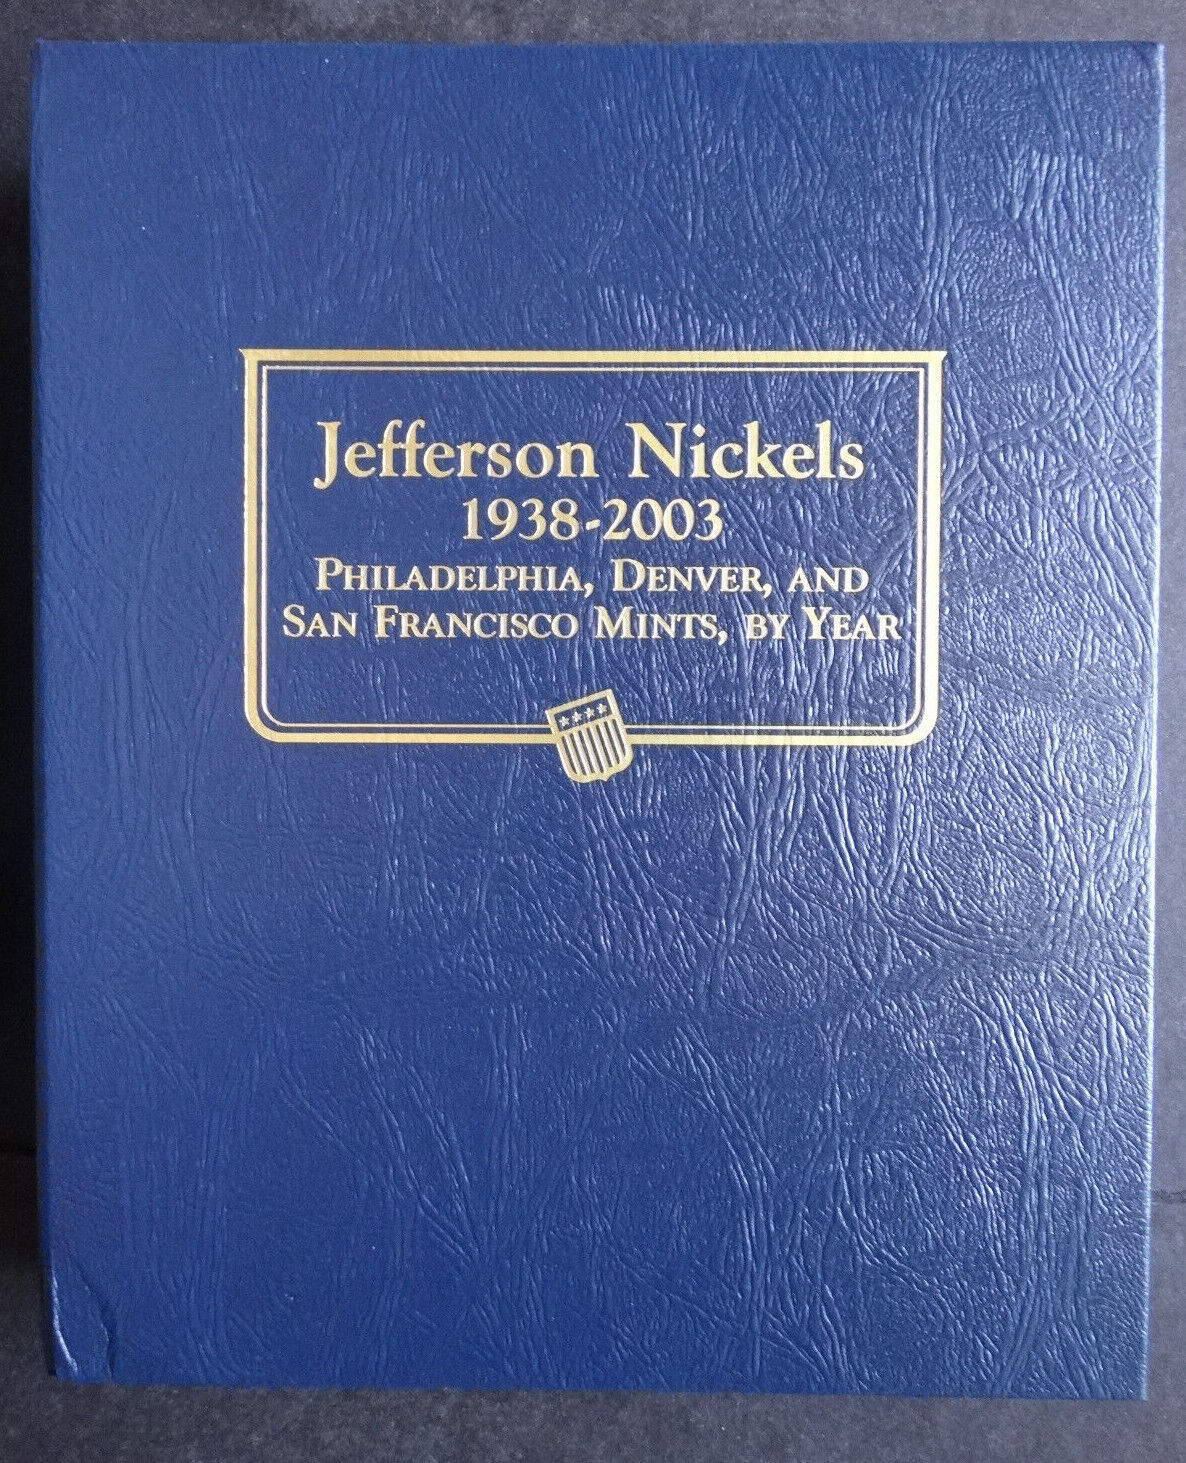 Jefferson Nickels
1938-2003
Philadelphia, Denver, and
San Francisco Mints, by Year